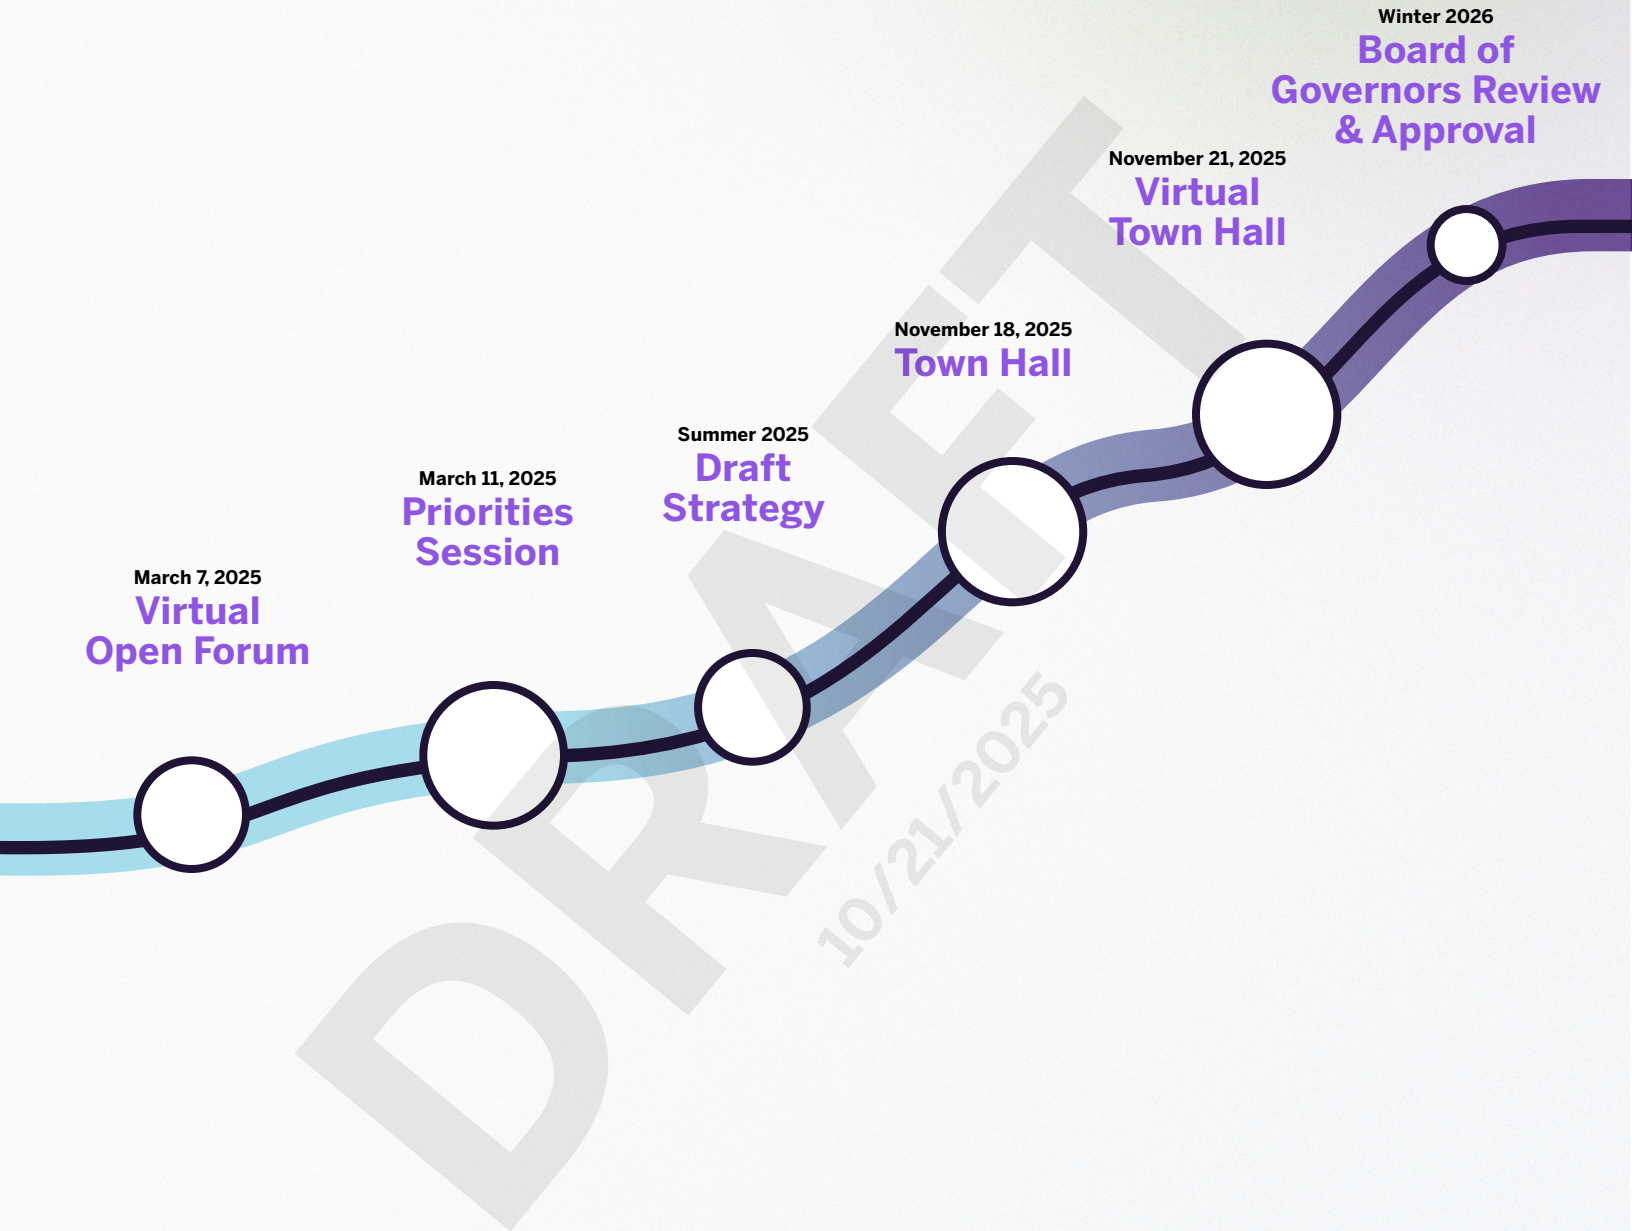 March 7, 2025
Virtual
Open Forum
March 11, 2025
Priorities
Session
Summer 2025
Draft
Strategy
November 18, 2025
Town Hall
November 21, 2025
Virtual
Town Hall
Winter 2026
Board of
Governors Review
& Approval
DRAFT
10/21/2025